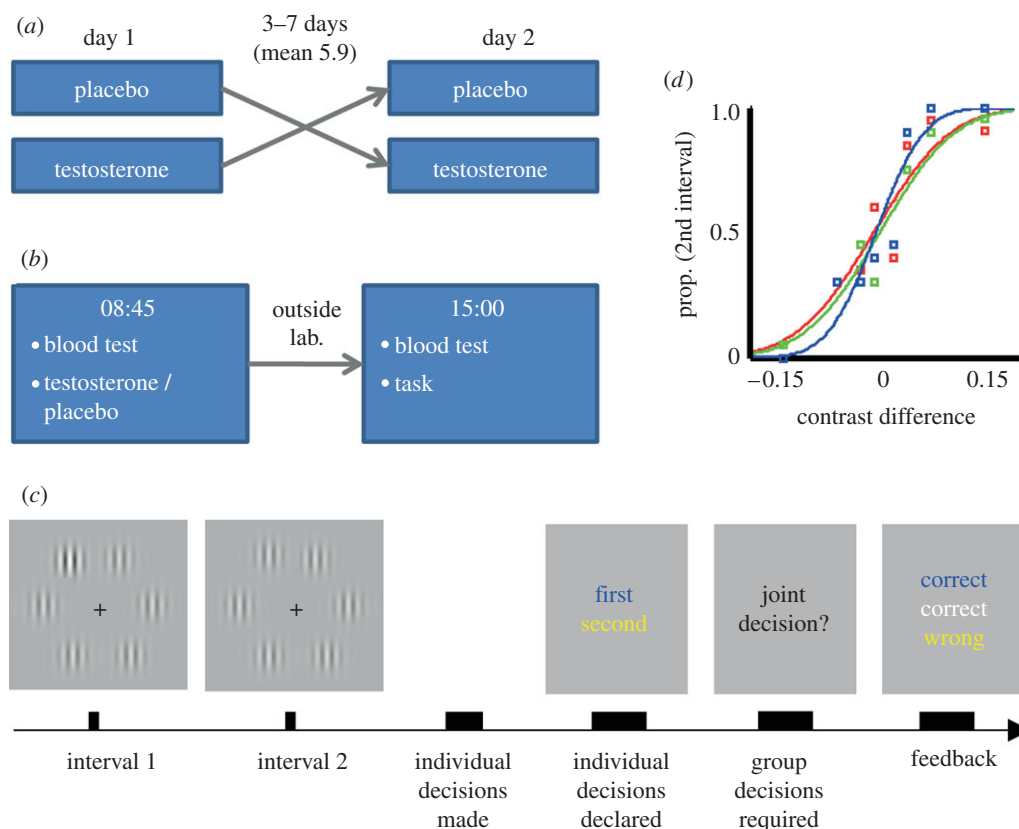 (a)
day 1
3–7 days
(mean 5.9)
day 2
placebo
placebo
testosterone
testosterone
(b)
08:45
• blood test
• testosterone /
placebo
outside
lab.
15:00
• blood test
• task
(d)
1.0
0.5
0
prop. (2nd interval)
−0.15
0
0.15
contrast difference
(c)
+
+
first
second
joint
decision?
correct
correct
wrong
interval 1
interval 2
individual
decisions
made
individual
decisions
declared
group
decisions
required
feedback